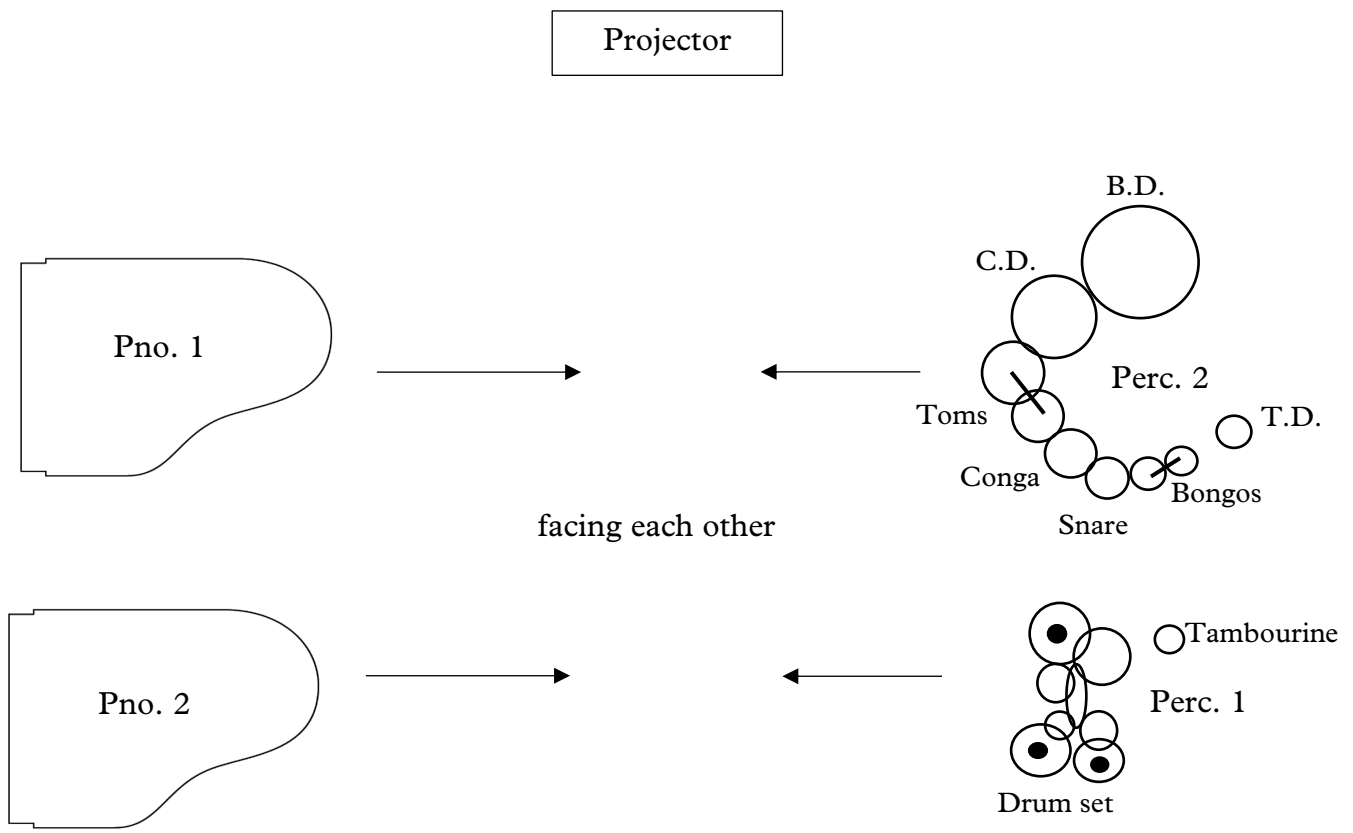 Projector
B.D.
C.D.
Pno. 1
Perc. 2
Toms
T.D.
Conga
Bongos
Snare
facing each other
Tambourine
Pno. 2
Perc. 1
Drum set